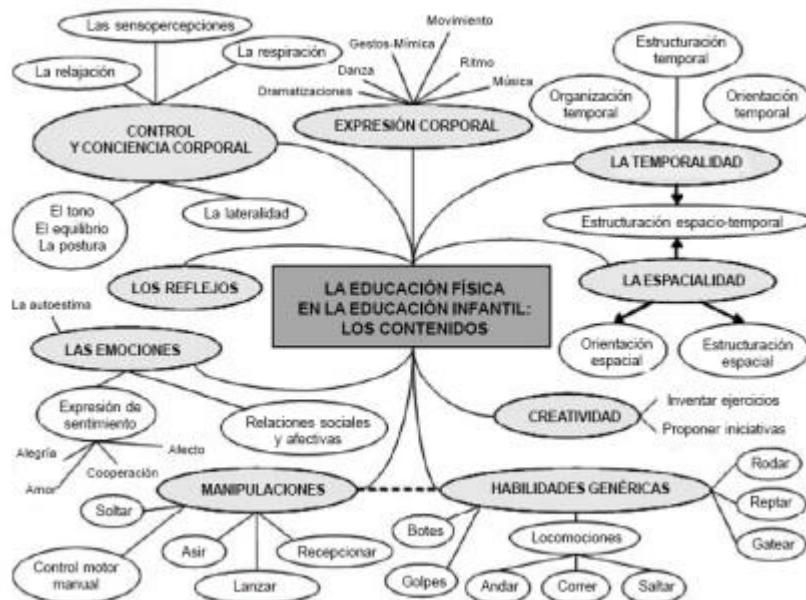 Las sensopercepciones
La respiración
La relajación
CONTROL
Y CONCIENCIA CORPORAL
El tono
El equilibrio
La postura
La lateralidad
Movimiento
Gestos-Mímica
Danza
Ritmo
Dramatizaciones
Música
EXPRESIÓN CORPORAL
Estructuración
temporal
Organización
temporal
Orientación
temporal
LA TEMPORALIDAD
Estructuración espacio-temporal
LA ESPACIALIDAD
Orientación
espacial
Estructuración
espacial
LOS REFLEJOS
LA EDUCACIÓN FÍSICA
EN LA EDUCACIÓN INFANTIL:
LOS CONTENIDOS
La autoestima
LAS EMOCIONES
Expresión de
sentimiento
Relaciones sociales
y afectivas
Alegría
Afecto
Cooperación
Amor
CREATIVIDAD
Inventar ejercicios
Proponer iniciativas
MANIPULACIONES
Soltar
Control motor
manual
Asir
Lanzar
Recepcionar
HABILIDADES GENÉRICAS
Botes
Golpes
Locomociones
Andar
Correr
Saltar
Rodar
Reptar
Gatear